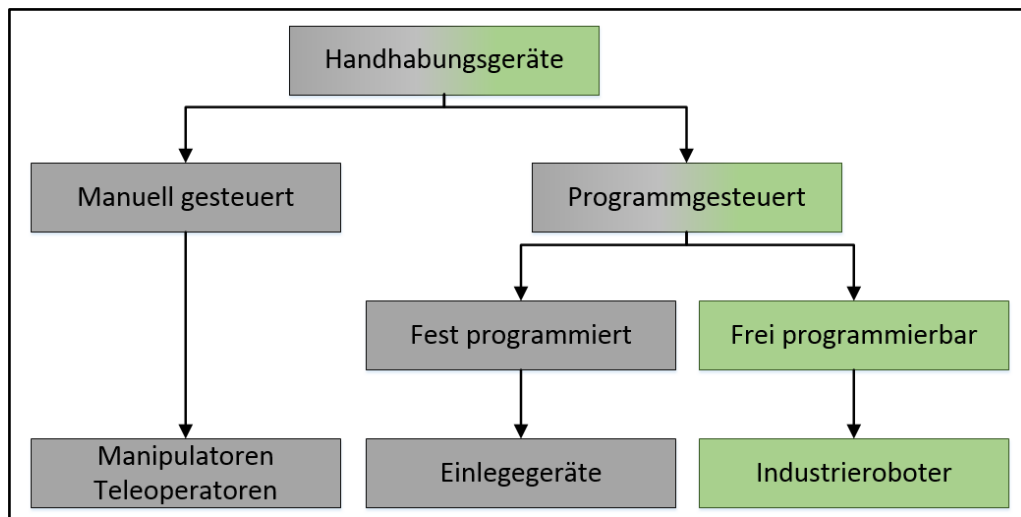 Handhabungsgeräte
Manuell gesteuert
Programmgesteuert
Fest programmiert
Frei programmierbar
Manipulatoren
Teleoperatoren
Einlegegeräte
Industrieroboter